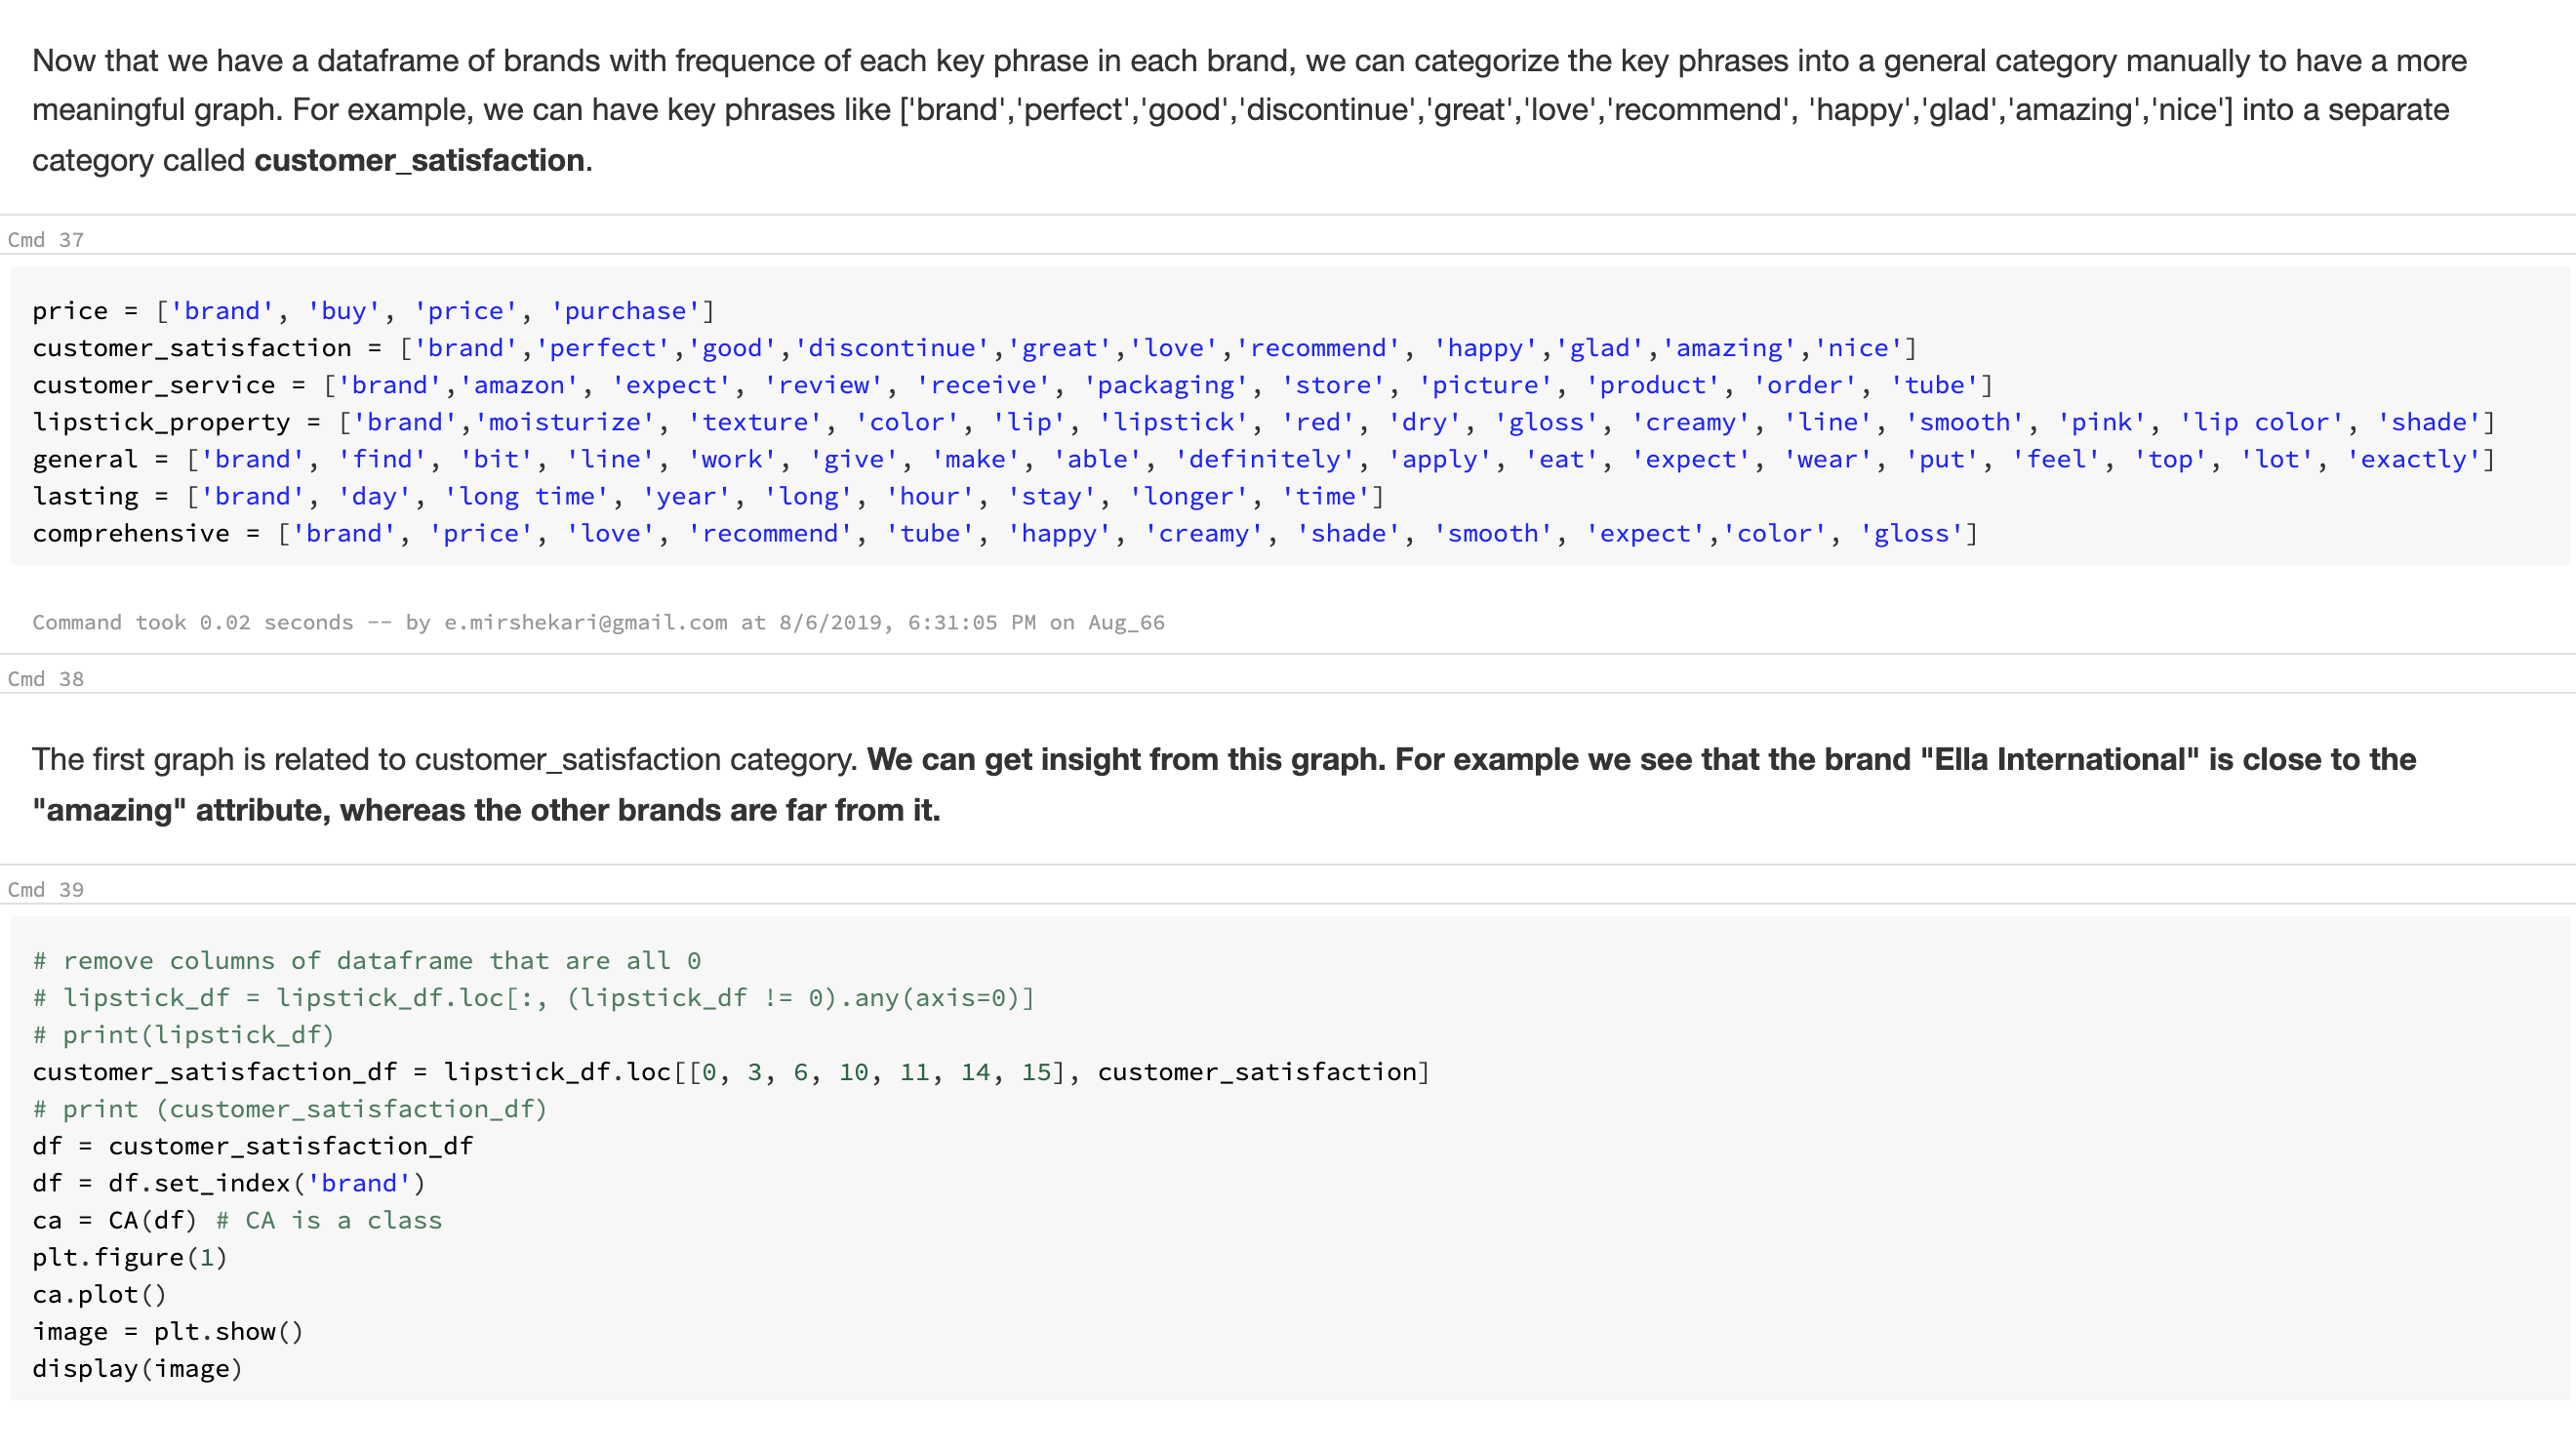 Now that we have a dataframe of brands with frequence of each key phrase in each brand, we can categorize the key phrases into a general category manually to have a more
meaningful graph. For example, we can have key phrases like ['brand','perfect','good','discontinue','great','love','recommend', 'happy','glad','amazing','nice'] into a separate
category called customer_satisfaction.
Cmd 37
price = ['brand', 'buy', 'price', 'purchase']
customer_satisfaction = ['brand','perfect','good','discontinue','great','love','recommend', 'happy','glad','amazing','nice']
customer_service = ['brand','amazon', 'expect', 'review', 'receive', 'packaging', 'store', 'picture', 'product', 'order', 'tube']
lipstick_property = ['brand','moisturize', 'texture', 'color', 'lip', 'lipstick', 'red', 'dry', 'gloss', 'creamy', 'line', 'smooth', 'pink', 'lip color', 'shade']
general = ['brand', 'find', 'bit', 'line', 'work', 'give', 'make', 'able', 'definitely', 'apply', 'eat', 'expect', 'wear', 'put', 'feel', 'top', 'lot', 'exactly']
lasting = ['brand', 'day', 'long time', 'year', 'long', 'hour', 'stay', 'longer', 'time']
comprehensive = ['brand', 'price', 'love', 'recommend', 'tube', 'happy', 'creamy', 'shade', 'smooth', 'expect','color', 'gloss']
Command took 0.02 seconds -- by e.mirshekari@gmail.com at 8/6/2019, 6:31:05 PM on Aug_66
Cmd 38
The first graph is related to customer_satisfaction category. We can get insight from this graph. For example we see that the brand "Ella International" is close to the
"amazing" attribute, whereas the other brands are far from it.
Cmd 39
# remove columns of dataframe that are all 0
# lipstick_df = lipstick_df.loc[:, (lipstick_df != 0).any(axis=0)]
# print(lipstick_df)
customer_satisfaction_df = lipstick_df.loc[[0, 3, 6, 10, 11, 14, 15], customer_satisfaction]
# print (customer_satisfaction_df)
df = customer_satisfaction_df
df = df.set_index('brand')
ca = CA(df) # CA is a class
plt.figure(1)
ca.plot()
image = plt.show()
display(image)